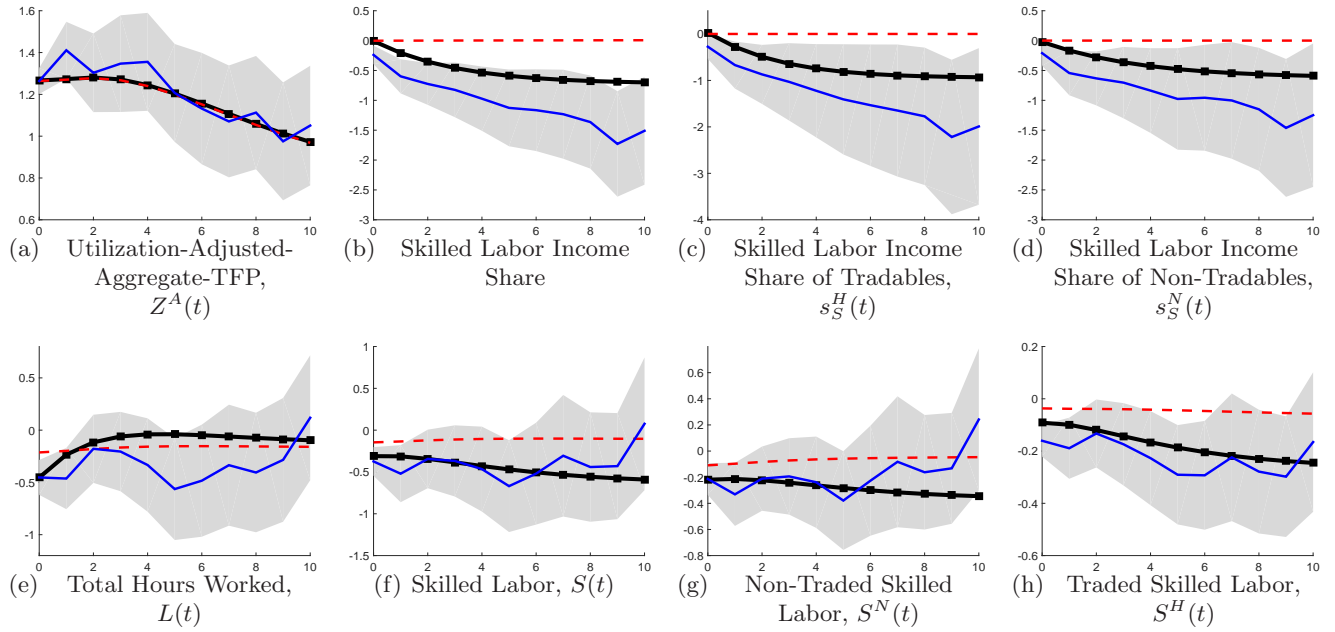 1.6
1.4
1.2
1
0.8
0.6
0 2 4 6 8 10
(a) Utilization-Adjusted-
Aggregate-TFP,
Z^A(t)
0.5
0
-0.5
-1
-1.5
-2
-2.5
-3
0 2 4 6 8 10
(b) Skilled Labor Income
Share
0
-1
-2
-3
-4
0 2 4 6 8 10
(c) Skilled Labor Income
Share of Tradables,
s_S^H(t)
0.5
0
-0.5
-1
-1.5
-2
-2.5
-3
0 2 4 6 8 10
(d) Skilled Labor Income
Share of Non-Tradables,
s_S^N(t)
0.5
0
-0.5
-1
0 2 4 6 8 10
(e) Total Hours Worked,
L(t)
1
0.5
0
-0.5
-1
-1.5
0 2 4 6 8 10
(f) Skilled Labor, S(t)
0.8
0.6
0.4
0.2
0
-0.2
-0.4
-0.6
-0.8
0 2 4 6 8 10
(g) Non-Traded Skilled
Labor, S^N(t)
0.2
0
-0.2
-0.4
-0.6
0 2 4 6 8 10
(h) Traded Skilled Labor,
S^H(t)